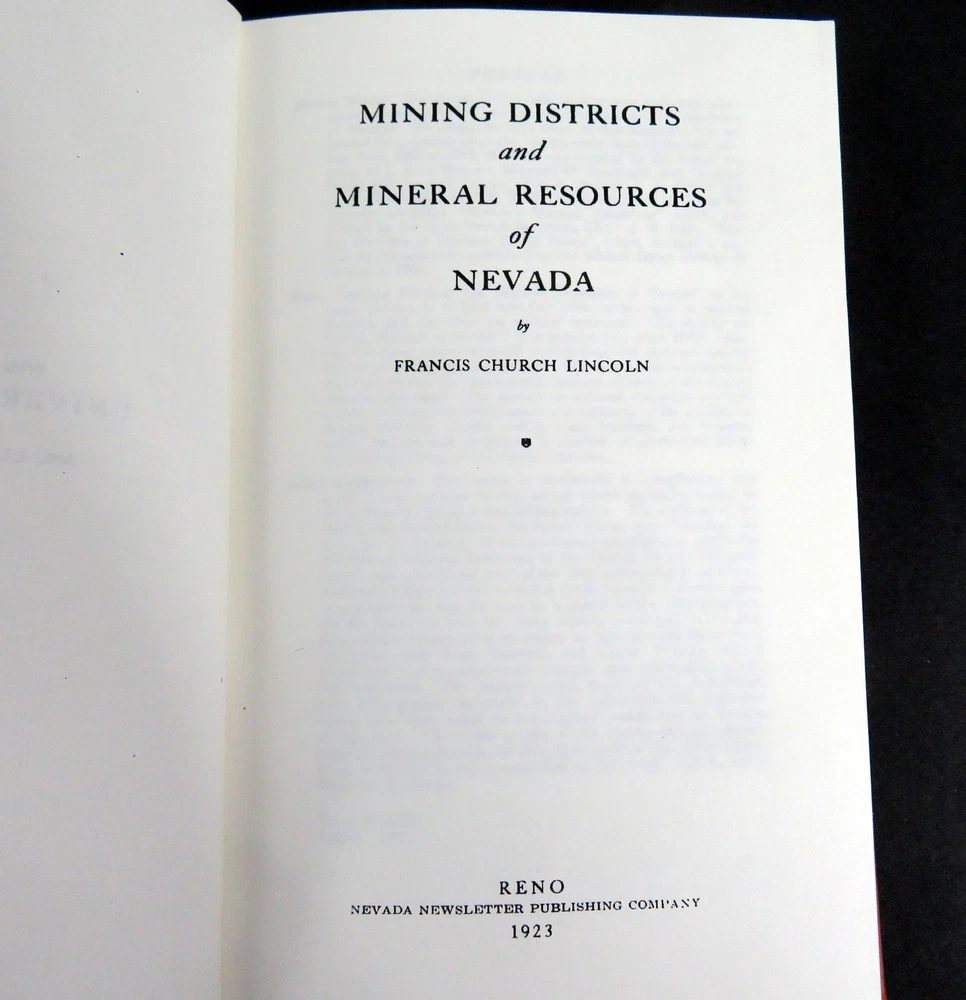 MINING DISTRICTS
and
MINERAL RESOURCES
of
NEVADA
by
FRANCIS CHURCH LINCOLN
RENO
NEVADA NEWSLETTER PUBLISHING COMPANY
1923